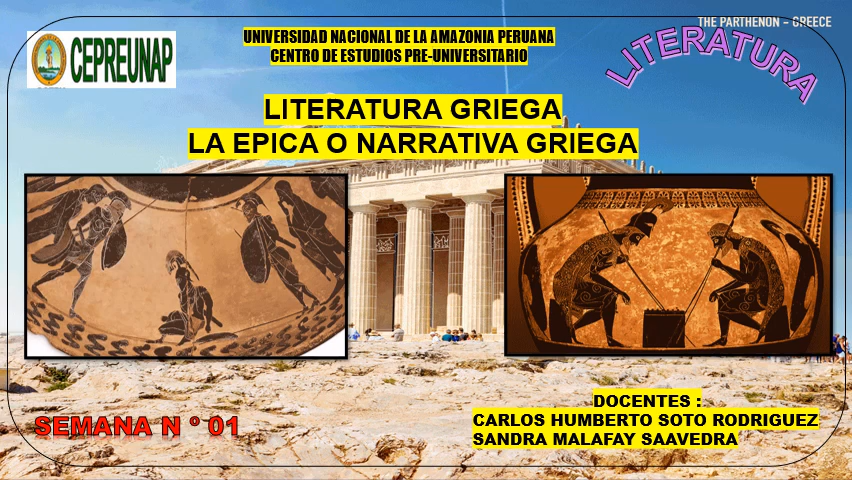 THE PARTHENON – GREECE
CEPREUNAP
UNIVERSIDAD NACIONAL DE LA AMAZONIA PERUANA
CENTRO DE ESTUDIOS PRE-UNIVERSITARIO
LITERATURA
LITERATURA GRIEGA
LA EPICA O NARRATIVA GRIEGA
SEMANA N º 01
DOCENTES :
CARLOS HUMBERTO SOTO RODRIGUEZ
SANDRA MALAFAY SAAVEDRA